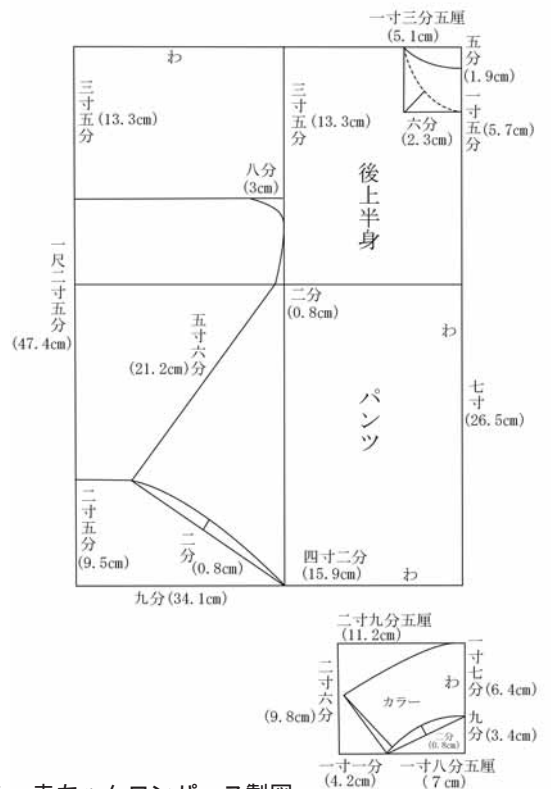 一寸三分五厘
(5.1cm)
わ
五分
(1.9cm)
三寸五分
(13.3cm)
三寸五分
(13.3cm)
一寸五分
(5.7cm)
六分
(2.3cm)
八分
(3cm)
後上半身
一尺二寸五分
(47.4cm)
二分
(0.8cm)
五寸六分
(21.2cm)
わ
七寸
(26.5cm)
パンツ
二寸五分
(9.5cm)
二分
(0.8cm)
四寸二分
(15.9cm)
わ
九分(34.1cm)
二寸九分五厘
(11.2cm)
一寸七分
(6.4cm)
わ
二寸六分
(9.8cm)
カラー
九分
(3.4cm)
二分
(0.8cm)
一寸一分
(4.2cm)
一寸八分五厘
(7cm)